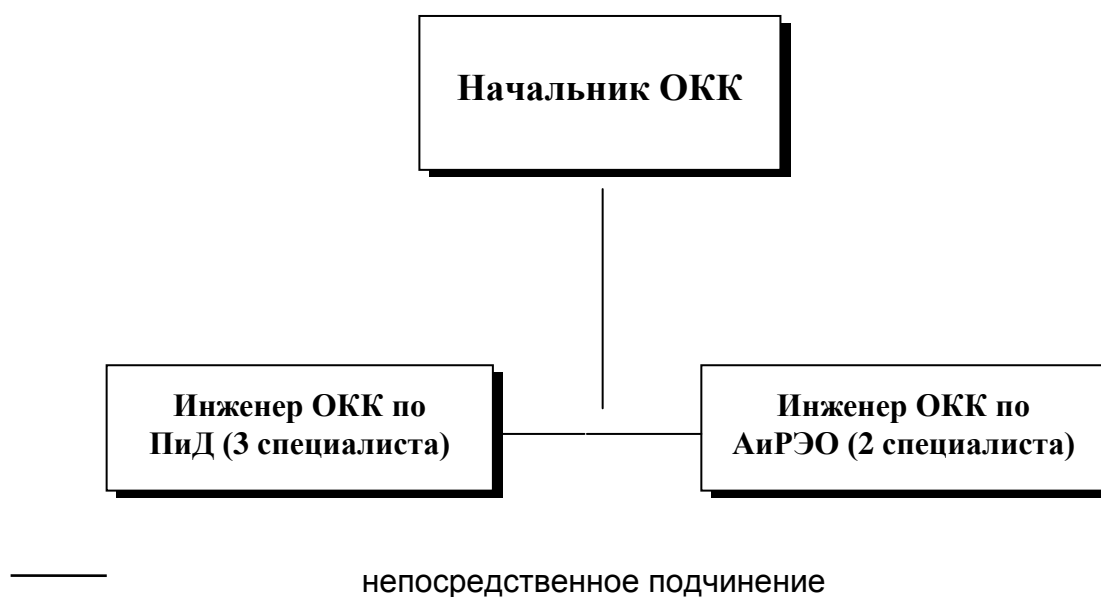 Начальник ОКК
Инженер ОКК по
ПиД (3 специалиста)
Инженер ОКК по
АиРЭО (2 специалиста)
непосредственное подчинение